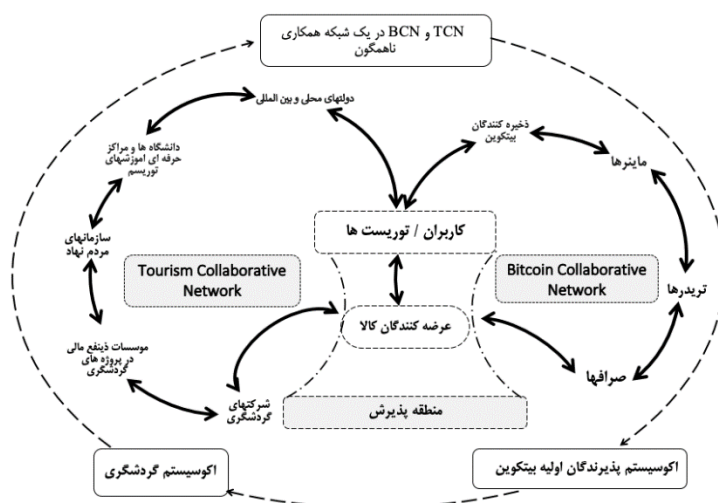 TCN و BCN در یک شبکه همکاری
ناهمگون
دولتهای محلی و بین المللی
ذخیره کنندگان
بیتکوین
ماینرها
دانشگاه ها و مراکز
حرفه ای اموزشهای
توریسم
سازمانهای
مردم نهاد
کاربران / توریست ها
Tourism Collaborative
Network
Bitcoin Collaborative
Network
تریدرها
عرضه کنندگان کالا
موسسات ذینفع مالی
در پروژه های
گردشگری
صرافها
شرکتهای
گردشگری
منطقه پذیرش
اکوسیستم گردشگری
اکوسیستم پذیرندگان اولیه بیتکوین